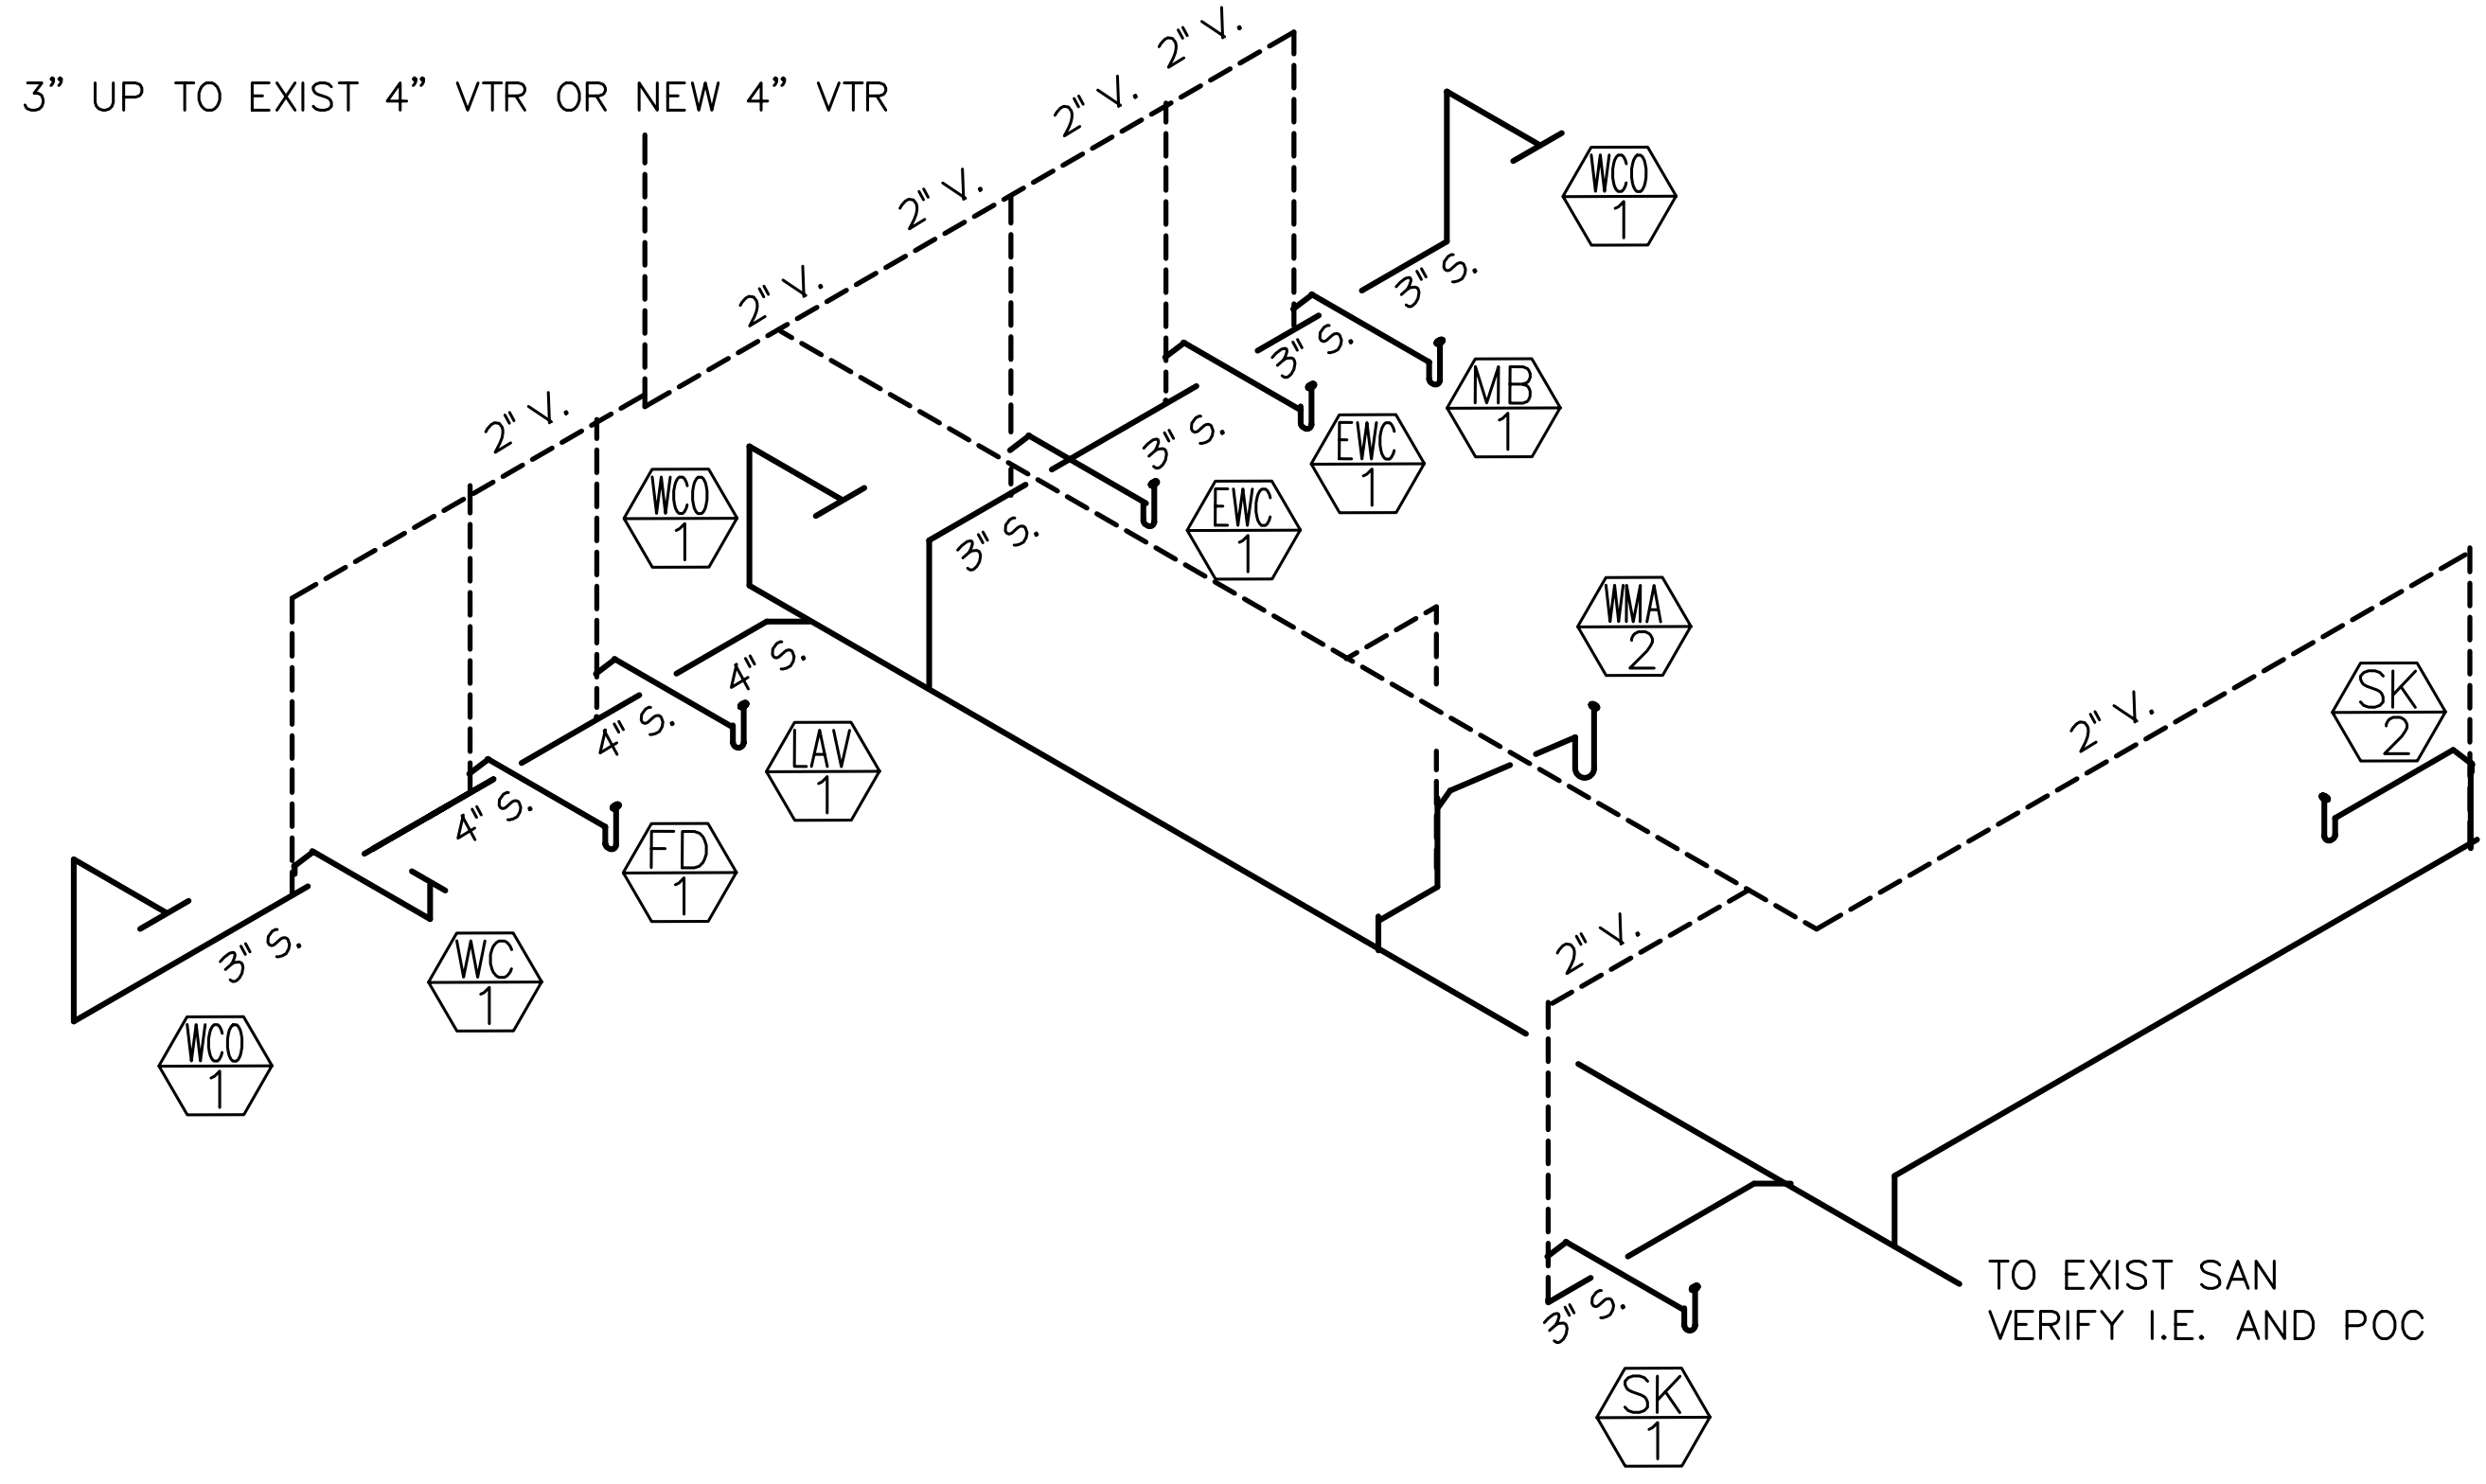 3" UP TO EXIST 4" VTR OR NEW 4" VTR
2" V.
2" V.
2" V.
2" V.
2" V.
WCO
1
3" S.
3" S.
MB
1
EWC
1
3" S.
EWC
1
3" S.
WCO
1
WMA
2
SK
2
2" V.
4" S.
4" S.
LAV
1
4" S.
FD
1
WC
1
3" S.
WCO
1
2" V.
TO EXIST SAN
VERIFY I.E. AND POC
3" S.
SK
1